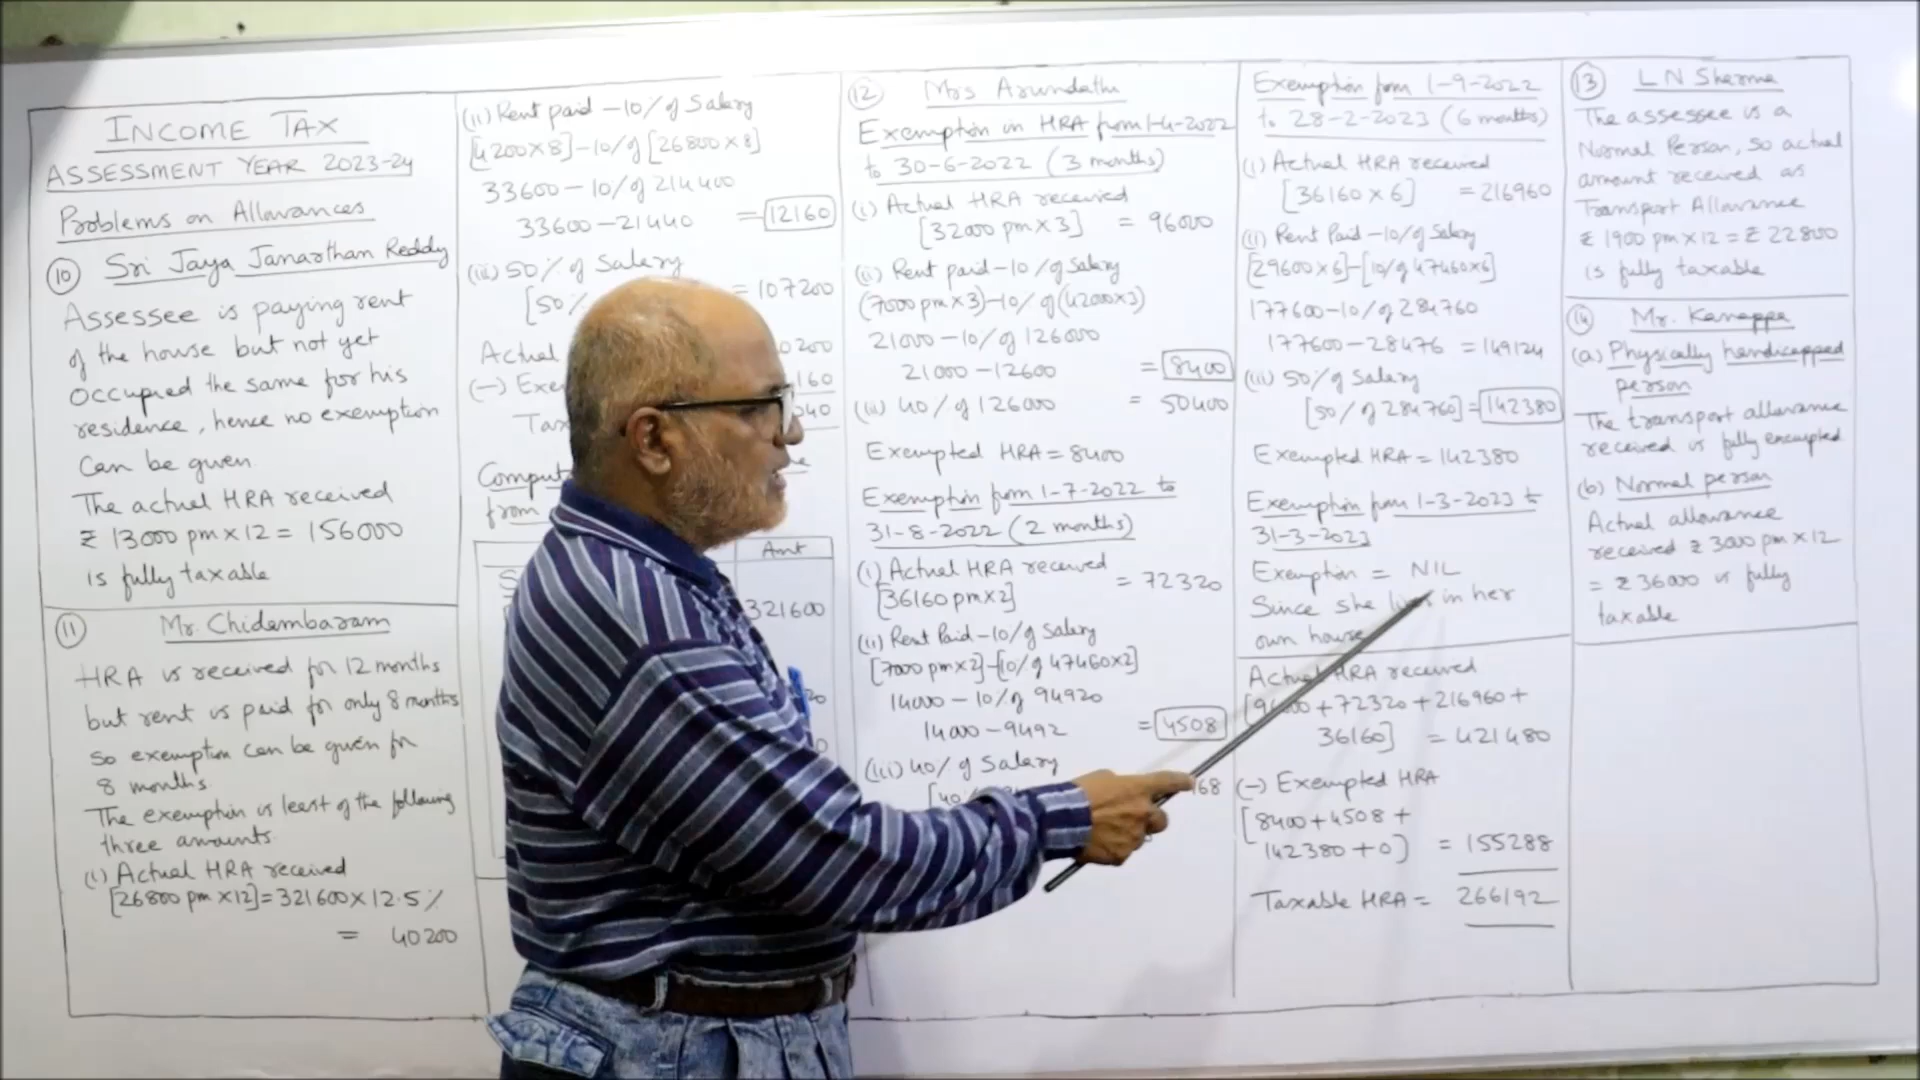 INCOME TAX
ASSESSMENT YEAR 2023-24
Problems on Allowances
(10) Sri Jaya Janartham Reddy
Assessee is paying rent
of the house but not yet
occupied the same for his
residence, hence no exemption
can be given
The actual HRA received
₹ 13000 pm x 12 = 156000
is fully taxable
(11) Mr. Chidambaram
HRA is received for 12 months
but rent is paid for only 8 months
so exemption can be given for
8 months.
The exemption is least of the following
three amounts.
(i) Actual HRA received
[26800 pm x 12] = 321600 x 12.5%
= 40200
(ii) Rent paid - 10% of Salary
[4200 x 8] - 10% of [26800 x 8]
33600 - 10% of 214400
33600 - 21440 = 12160
(iii) 50% of Salary
[50% = 107200
Actual 0200
(-) Exe 160
Tax 040
Comput
from
Amt
321600
(12) Mrs Arundathi
Exemption in HRA from 1-4-2022
to 30-6-2022 (3 months)
(i) Actual HRA received
[32000 pm x 3] = 96000
(ii) Rent paid - 10% of Salary
(7000 pm x 3) - 10% of (42000 x 3)
21000 - 10% of 126000
21000 - 12600 = 8400
(iii) 40% of 126000 = 50400
Exempted HRA = 8400
Exemption from 1-7-2022 to
31-8-2022 (2 months)
(i) Actual HRA received
[36160 pm x 2] = 72320
(ii) Rent Paid - 10% of Salary
[7000 pm x 2] - [10% of 47460 x 2]
14000 - 10% of 94920
14000 - 9492 = 4508
(iii) 40% of Salary
[40% 968
Exemption from 1-9-2022
to 28-2-2023 (6 months)
(i) Actual HRA received
[36160 x 6] = 216960
(ii) Rent Paid - 10% of Salary
[29600 x 6] - [10% of 47460 x 6]
177600 - 10% of 284760
177600 - 28476 = 149124
(iii) 50% of Salary
[50% of 284760] = 142380
Exempted HRA = 142380
Exemption from 1-3-2023 to
31-3-2023
Exemption = NIL
Since she lives in her
own house
Actual HRA received
[96000 + 72320 + 216960 +
36160] = 421480
(-) Exempted HRA
[8400 + 4508 +
142380 + 0] = 155288
Taxable HRA = 266192
(13) L N Sharma
The assessee is a
Normal Person, so actual
amount received as
Transport Allowance
₹ 1900 pm x 12 = ₹ 22800
is fully taxable
(14) Mr. Kanappa
(a) Physically handicapped
person
The transport allowance
received is fully exempted
(b) Normal person
Actual allowance
received ₹ 3000 pm x 12
= ₹ 36000 is fully
taxable